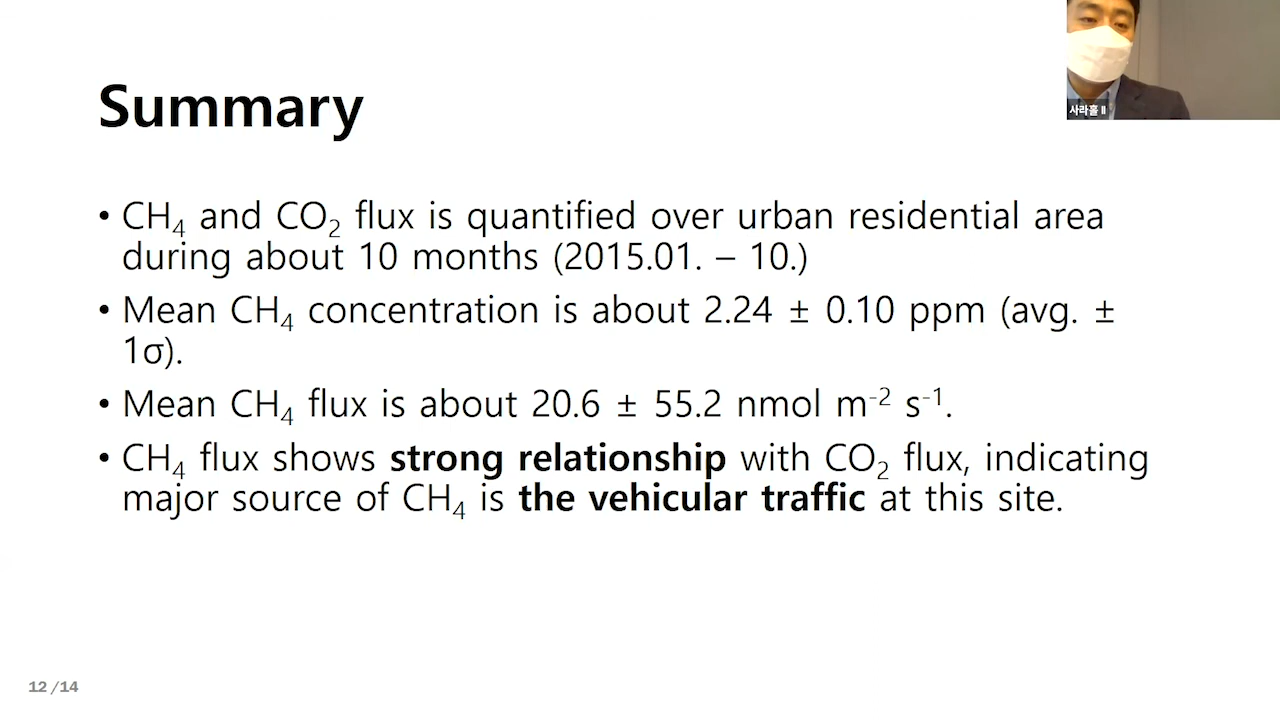 Summary
사라홀 II
• CH₄ and CO₂ flux is quantified over urban residential area
during about 10 months (2015.01. – 10.)
• Mean CH₄ concentration is about 2.24 ± 0.10 ppm (avg. ±
1σ).
• Mean CH₄ flux is about 20.6 ± 55.2 nmol m⁻² s⁻¹.
• CH₄ flux shows strong relationship with CO₂ flux, indicating
major source of CH₄ is the vehicular traffic at this site.
12 /14